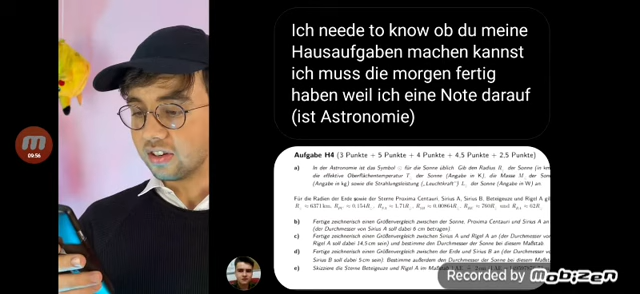 Ich neede to know ob du meine
Hausaufgaben machen kannst
ich muss die morgen fertig
haben weil ich eine Note darauf
(ist Astronomie)
m
09:56
Aufgabe H4 (3 Punkte + 5 Punkte + 4 Punkte + 4.5 Punkte + 2.5 Punkte)
a) In der Astronomie ist das Symbol ☉ für die Sonne üblich. Gib den Radius R☉ der Sonne (in km
die effektive Oberflächentemperatur T☉ der Sonne (Angabe in K), die Masse M☉ der Sonne
(Angabe in kg) sowie die Strahlungsleistung („Leuchtkraft“) L☉ der Sonne (Angabe in W) an.
Für die Radien der Erde sowie der Sterne Proxima Centauri, Sirius A, Sirius B, Beteigeuze und Rigel A gil
b) Fertige zeichnerisch einen Größenvergleich zwischen der Sonne, Proxima Centauri und Sirius A an
(der Durchmesser von Sirius A soll dabei 6 cm betragen)
c) Fertige zeichnerisch einen Größenvergleich zwischen Sirius A und Rigel A an (der Durchmesser von
Rigel A soll dabei 14,5 cm sein) und bestimme den Durchmesser der Sonne bei diesem Maßstab
d) Fertige zeichnerisch einen Größenvergleich zwischen der Erde und Sirius B an (der Durchmesser
Sirius B soll dabei 5 cm sein). Bestimme außerdem den Durchmesser der Sonne bei diesem Maßst
e) Skizziere die Sterne Beteigeuze und Rigel A im Maßstab
Recorded by Mobizen